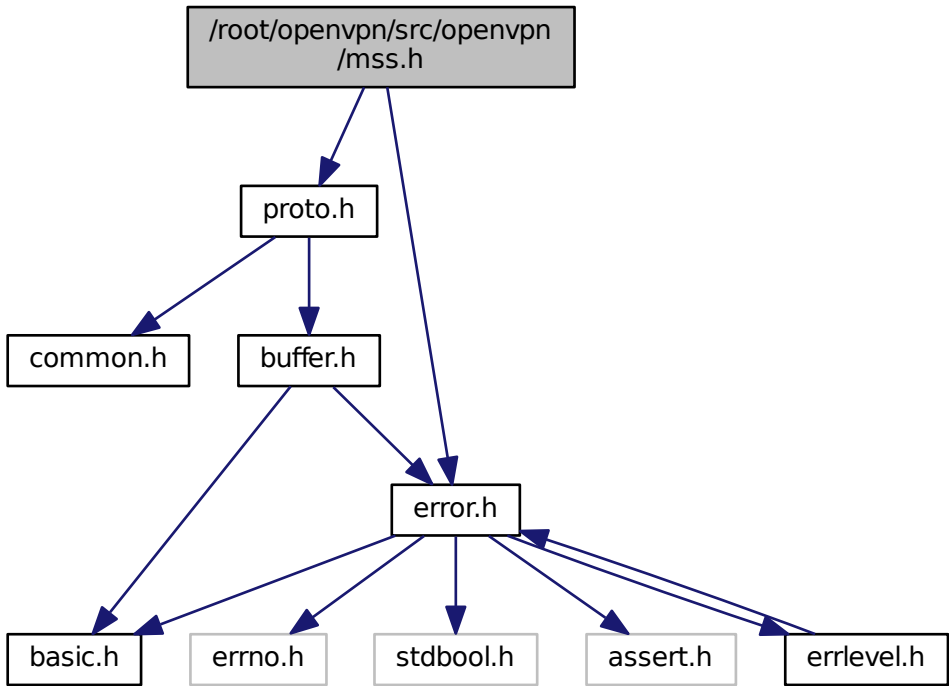 /root/openvpn/src/openvpn
/mss.h
proto.h
common.h
buffer.h
error.h
basic.h
errno.h
stdbool.h
assert.h
errlevel.h